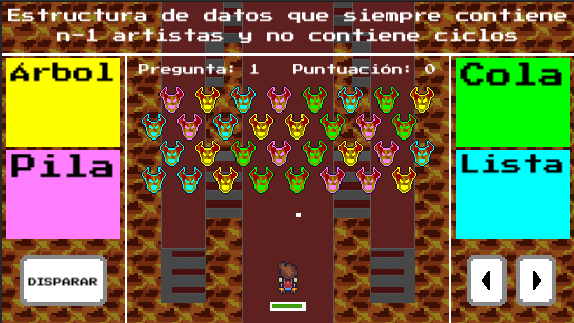 Estructura de datos que siempre contiene
n-1 artistas y no contiene ciclos
Árbol
Pregunta: 1
Puntuación: 0
Cola
Pila
Lista
DISPARAR